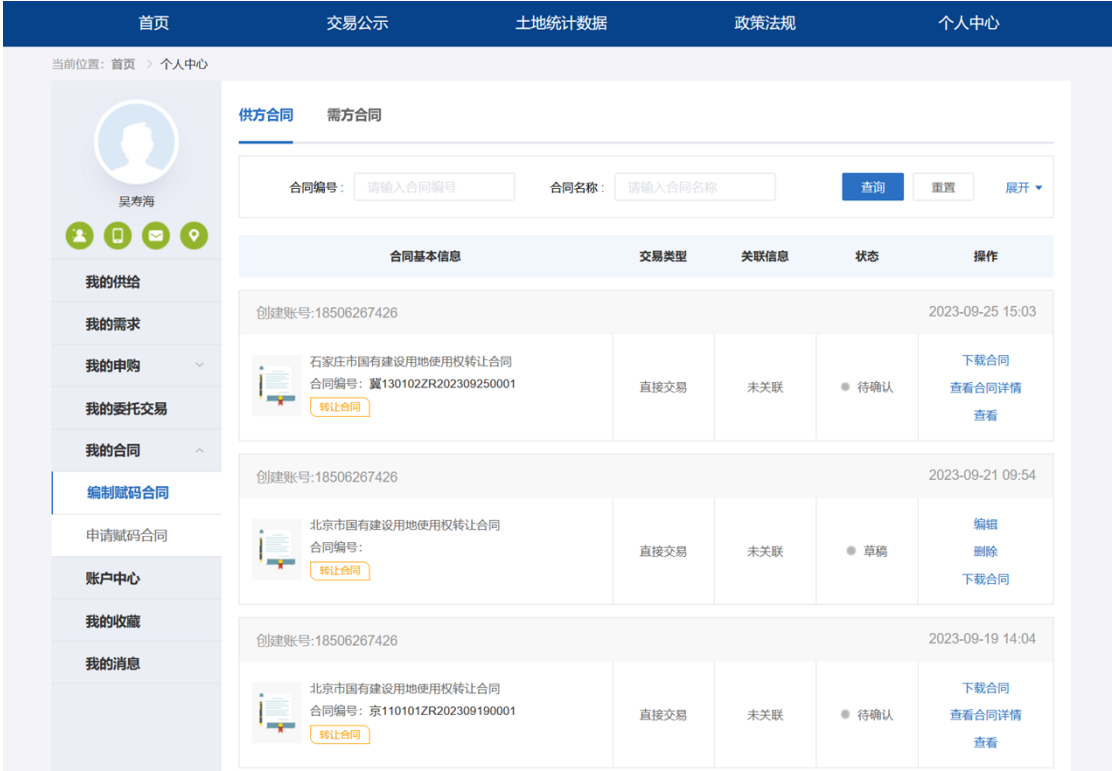 首页 交易公示 土地统计数据 政策法规 个人中心
当前位置: 首页 > 个人中心
吴寿海
我的供给
我的需求
我的申购
我的委托交易
我的合同
编制赋码合同
申请赋码合同
账户中心
我的收藏
我的消息
供方合同 需方合同
合同编号: 请输入合同编号 合同名称: 请输入合同名称 查询 重置 展开
合同基本信息 交易类型 关联信息 状态 操作
创建账号:18506267426 2023-09-25 15:03
石家庄市国有建设用地使用权转让合同
合同编号: 冀130102ZR202309250001
转让合同
直接交易 未关联 待确认
下载合同
查看合同详情
查看
创建账号:18506267426 2023-09-21 09:54
北京市国有建设用地使用权转让合同
合同编号:
转让合同
直接交易 未关联 草稿
编辑
删除
下载合同
创建账号:18506267426 2023-09-19 14:04
北京市国有建设用地使用权转让合同
合同编号: 京110101ZR202309190001
转让合同
直接交易 未关联 待确认
下载合同
查看合同详情
查看